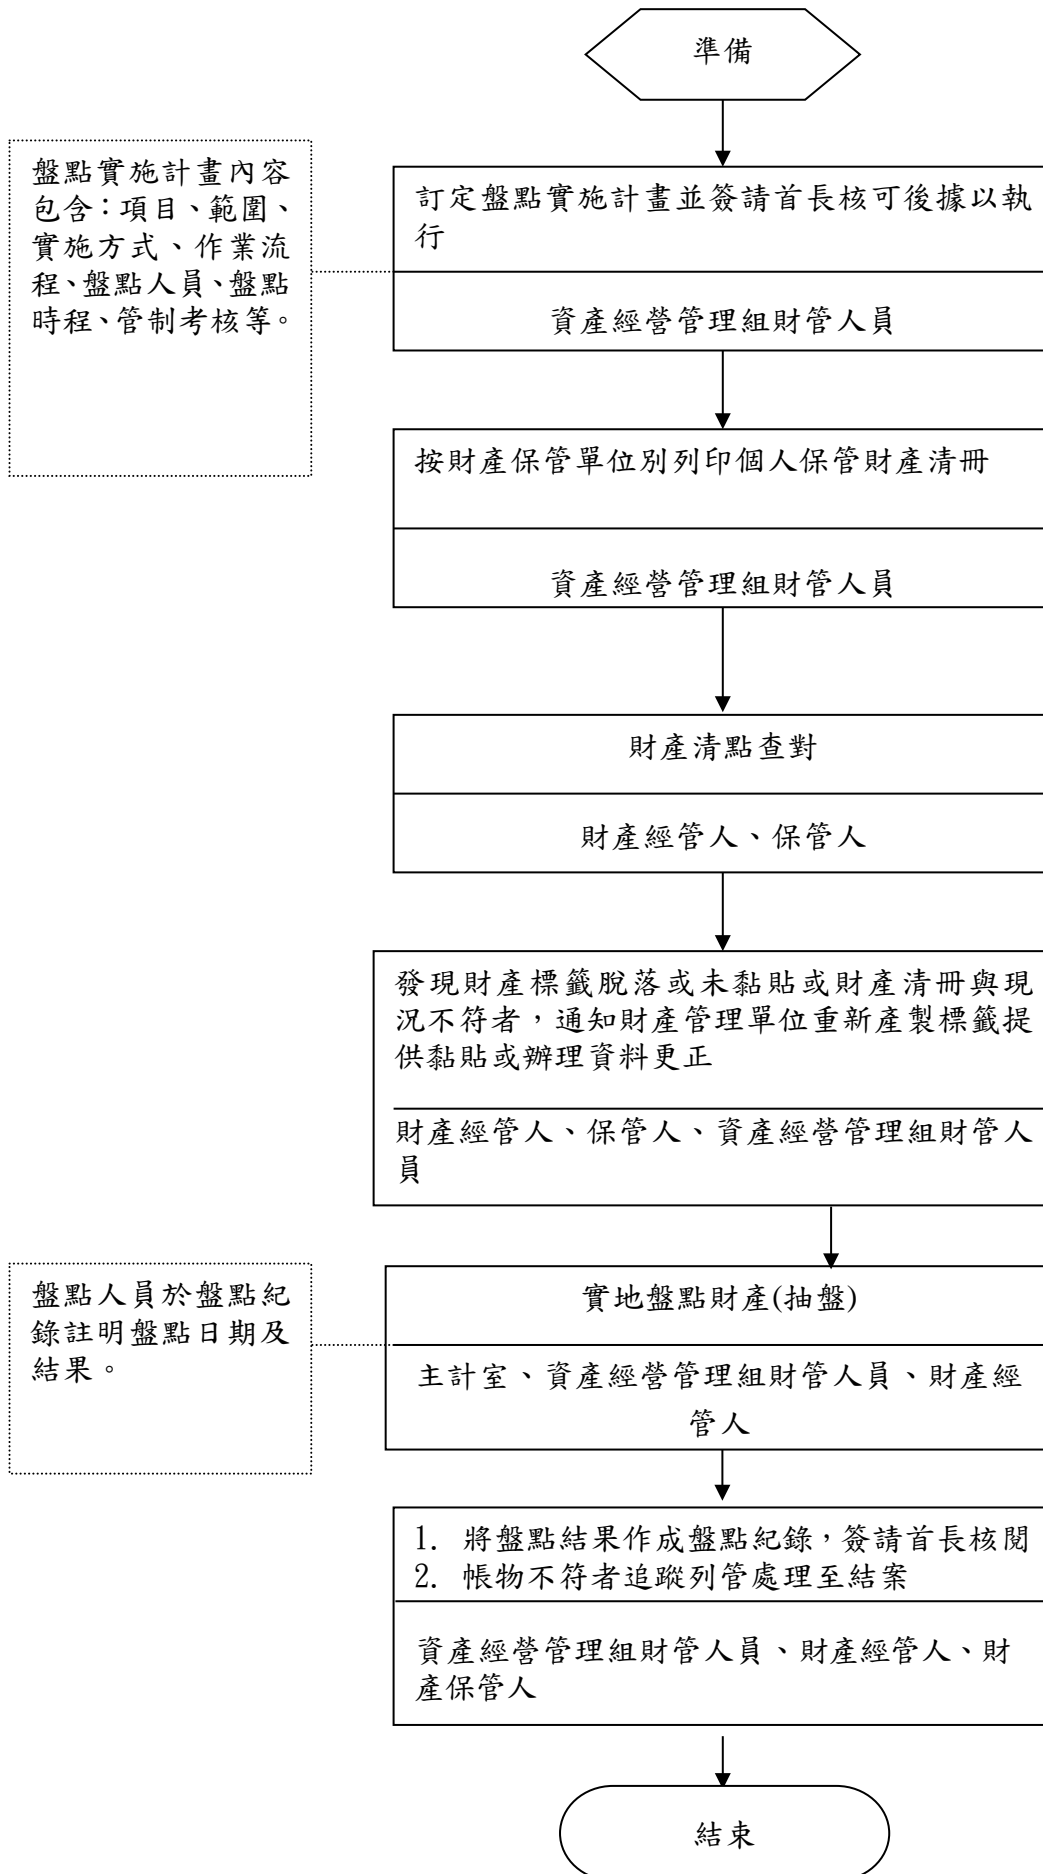 準備
盤點實施計畫內容
包含：項目、範圍、
實施方式、作業流
程、盤點人員、盤點
時程、管制考核等。
訂定盤點實施計畫並簽請首長核可後據以執
行
資產經營管理組財管人員
按財產保管單位別列印個人保管財產清冊
資產經營管理組財管人員
財產清點查對
財產經管人、保管人
發現財產標籤脫落或未黏貼或財產清冊與現
況不符者，通知財產管理單位重新產製標籤提
供黏貼或辦理資料更正
財產經管人、保管人、資產經營管理組財管人
員
盤點人員於盤點紀
錄註明盤點日期及
結果。
實地盤點財產(抽盤)
主計室、資產經營管理組財管人員、財產經
管人
1. 將盤點結果作成盤點紀錄，簽請首長核閱
2. 帳物不符者追蹤列管處理至結案
資產經營管理組財管人員、財產經管人、財
產保管人
結束